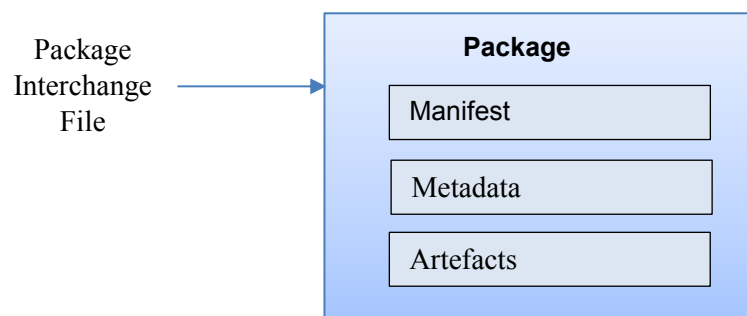 Package
Interchange
File
Package
Manifest
Metadata
Artefacts